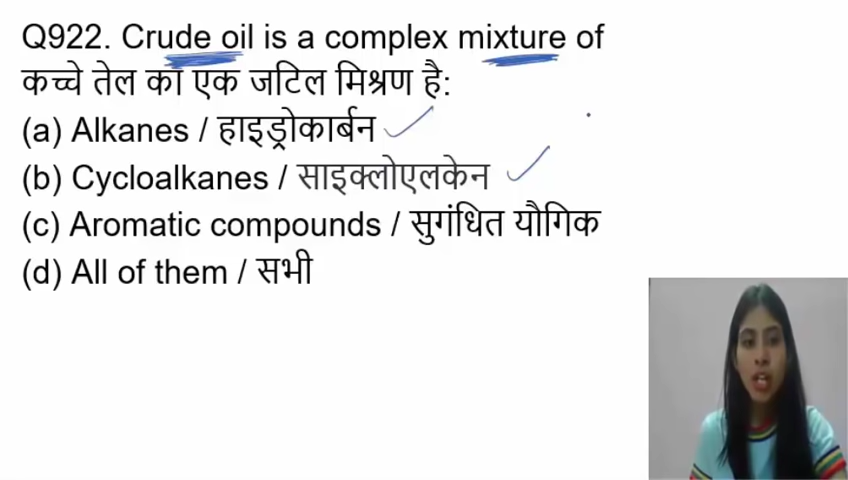 Q922. Crude oil is a complex mixture of
कच्चे तेल का एक जटिल मिश्रण है:
(a) Alkanes / हाइड्रोकार्बन
(b) Cycloalkanes / साइक्लोएलकेन
(c) Aromatic compounds / सुगंधित यौगिक
(d) All of them / सभी